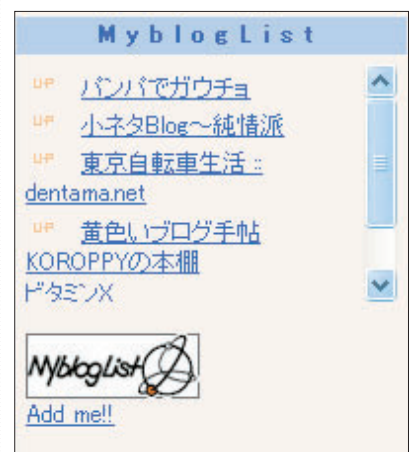 MyblogList
UP パンパでガウチョ
UP 小ネタBlog～純情派
UP 東京自転車生活 ::
dentama.net
UP 黄色いブログ手帖
KOROPPYの本棚
ビタミンX
MyblogList
Add me!!